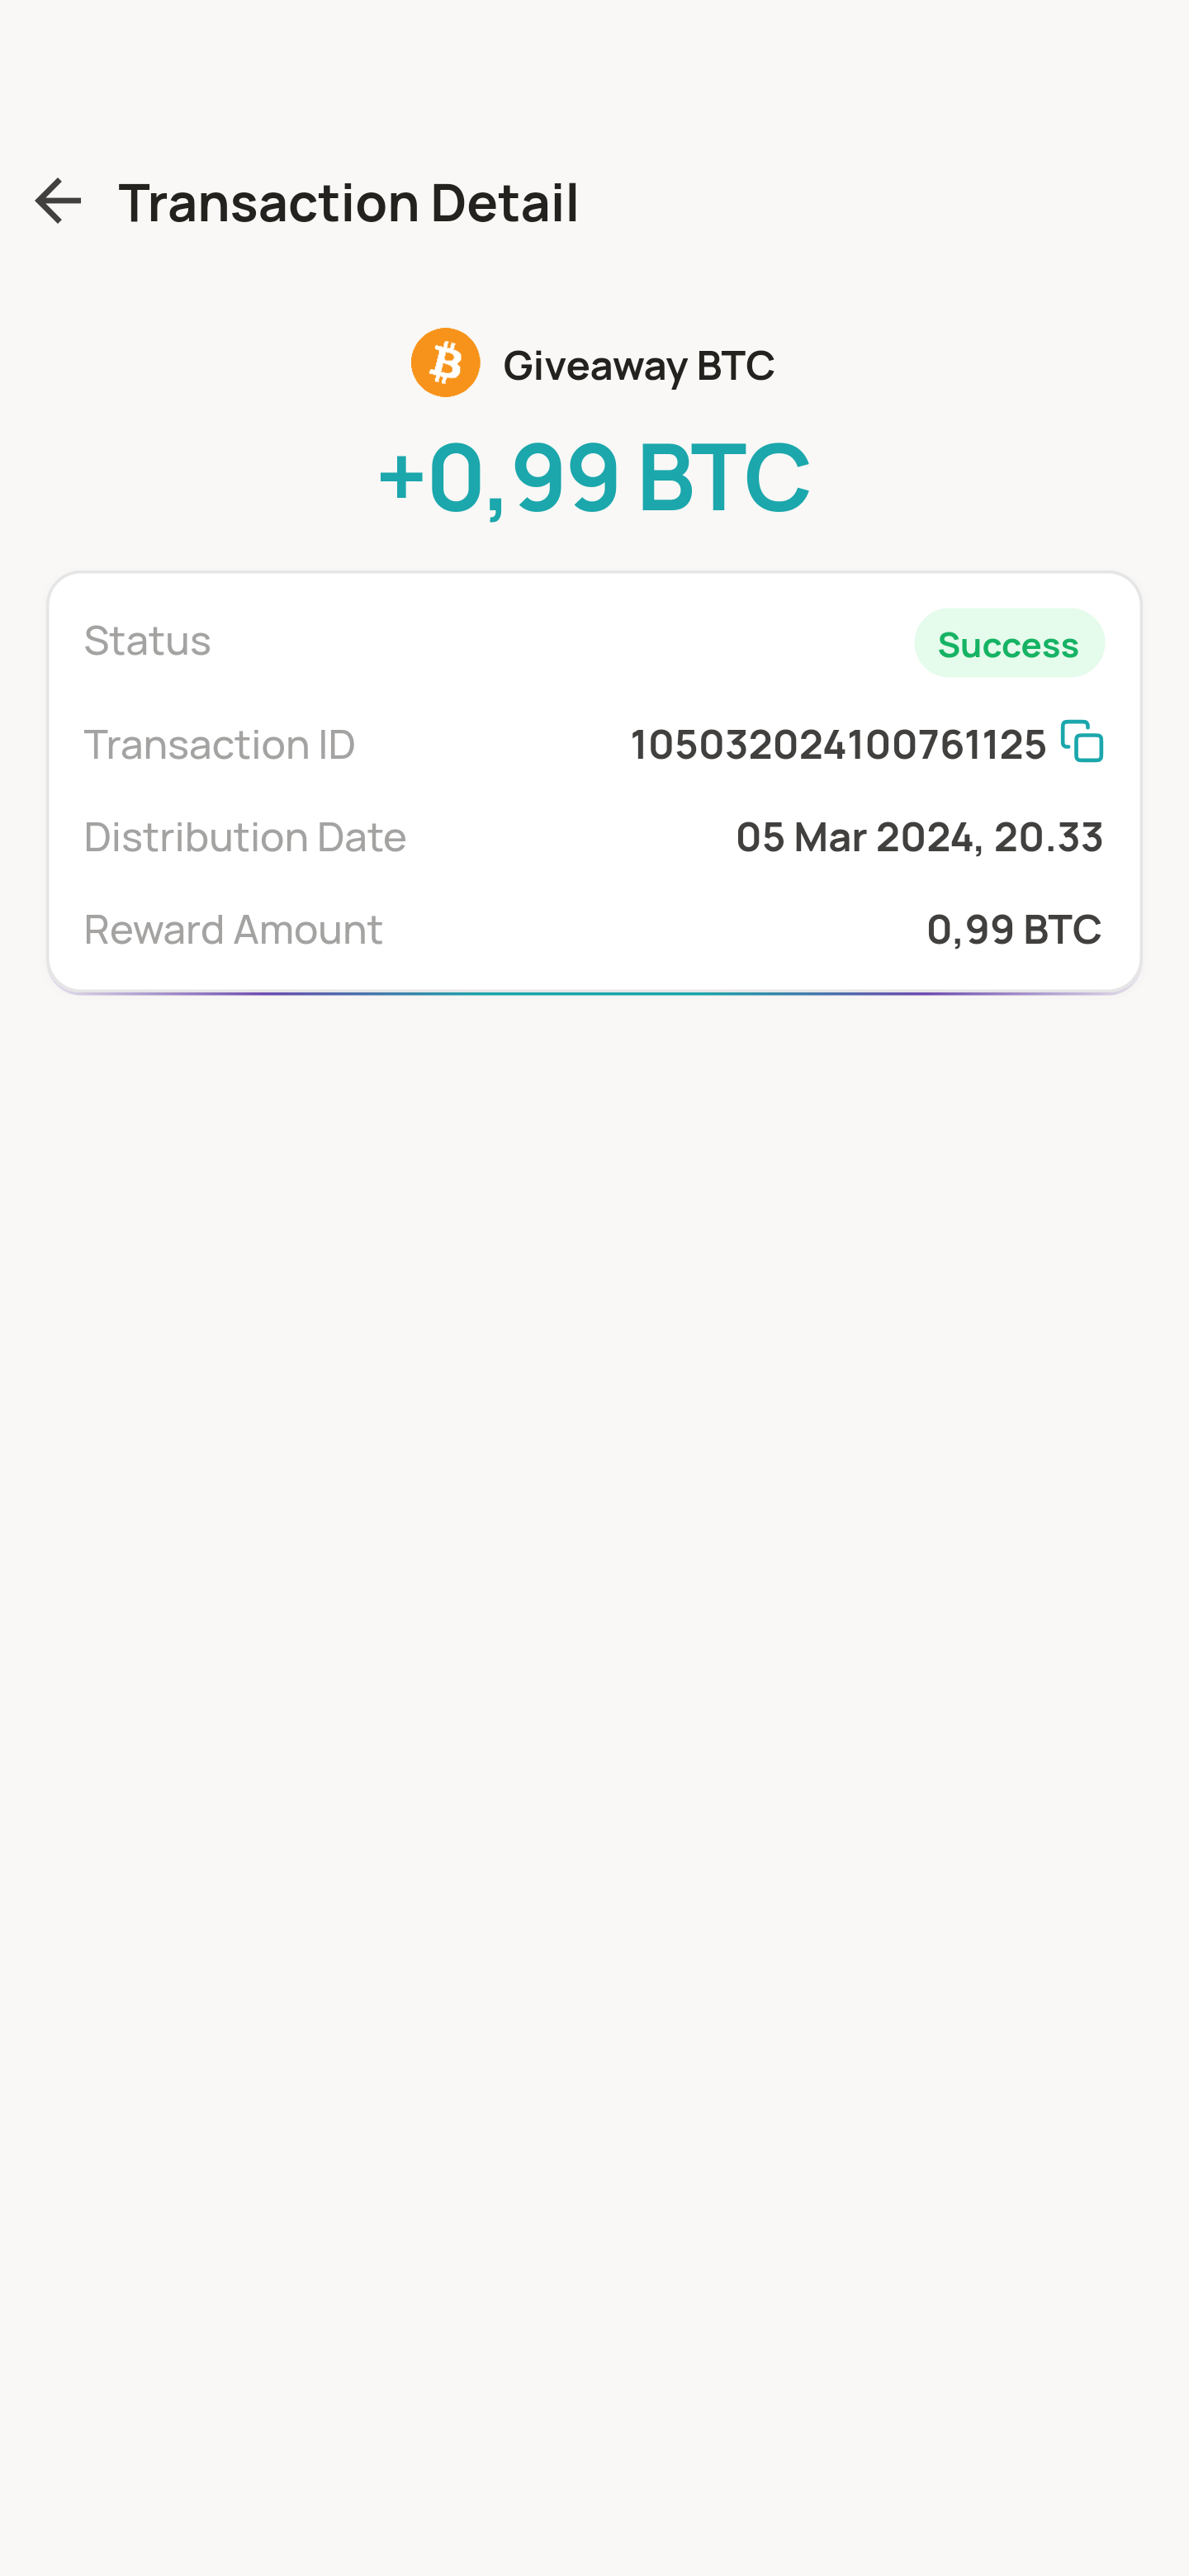 Transaction Detail
Giveaway BTC
+0,99 BTC
Status Success
Transaction ID 105032024100761125
Distribution Date 05 Mar 2024, 20.33
Reward Amount 0,99 BTC